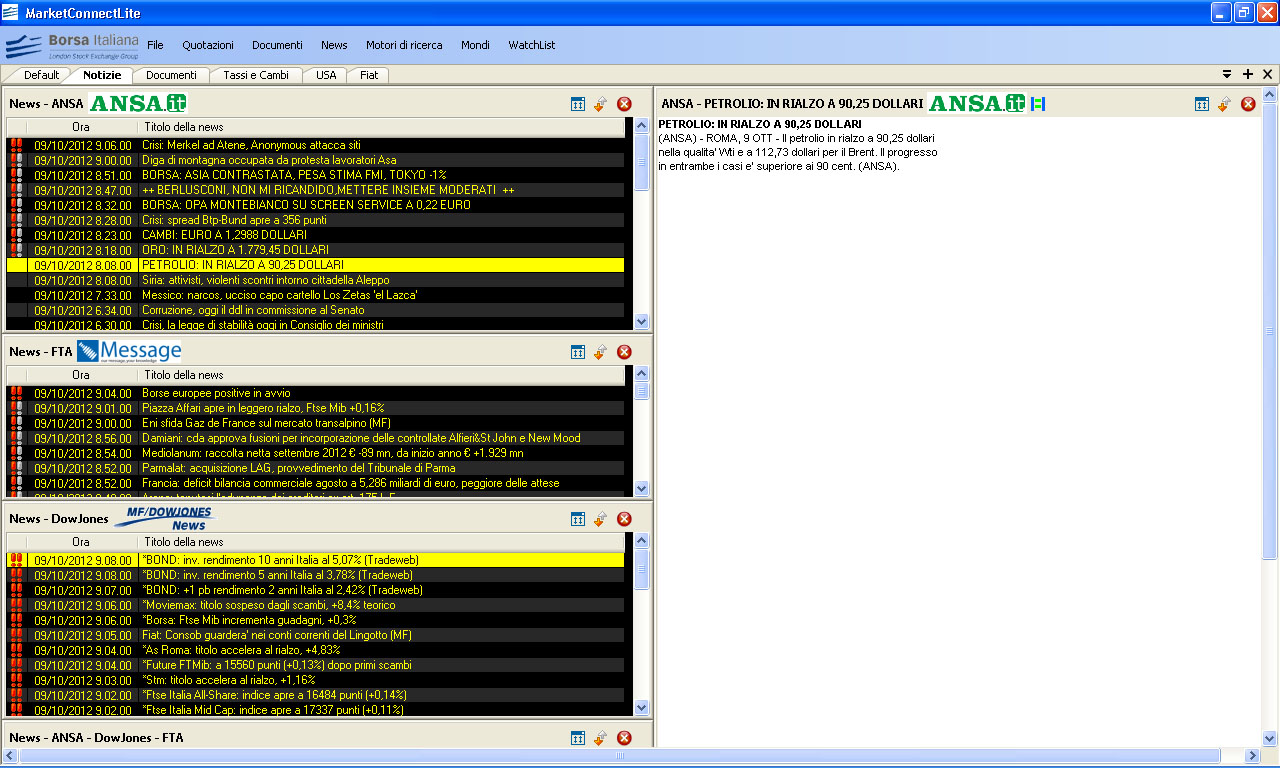 MarketConnectLite
Borsa Italiana
London Stock Exchange Group
File Quotazioni Documenti News Motori di ricerca Mondi Watch List
Default Notizie Documenti Tassi e Cambi USA Fiat
News - ANSA ANSA.it
Ora Titolo della news
09/10/2012 9.06.00 Crisi: Merkel ad Atene, Anonymous attacca siti
09/10/2012 9.00.00 Diga di montagna occupata da protesta lavoratori Asa
09/10/2012 8.51.00 BORSA: ASIA CONTRASTATA, PESA STIMA FMI, TOKYO -1%
09/10/2012 8.47.00 ++ BERLUSCONI, NON MI RICANDIDO,METTERE INSIEME MODERATI ++
09/10/2012 8.32.00 BORSA: OPA MONTEBIANCO SU SCREEN SERVICE A 0,22 EURO
09/10/2012 8.28.00 Crisi: spread Btp-Bund apre a 356 punti
09/10/2012 8.23.00 CAMBI: EURO A 1,2988 DOLLARI
09/10/2012 8.18.00 ORO: IN RIALZO A 1.779,45 DOLLARI
09/10/2012 8.08.00 PETROLIO: IN RIALZO A 90,25 DOLLARI
09/10/2012 8.08.00 Siria: attivisti, violenti scontri intorno cittadella Aleppo
09/10/2012 7.33.00 Messico: narcos, ucciso capo cartello Los Zetas 'el Lazca'
09/10/2012 6.34.00 Corruzione, oggi il ddl in commissione al Senato
09/10/2012 6.30.00 Crisi, la legge di stabilità oggi in Consiglio dei ministri
News - FTA Message
Ora Titolo della news
09/10/2012 9.04.00 Borse europee positive in avvio
09/10/2012 9.01.00 Piazza Affari apre in leggero rialzo, Ftse Mib +0,16%
09/10/2012 9.00.00 Eni sfida Gaz de France sul mercato transalpino (MF)
09/10/2012 8.56.00 Damiani: cda approva fusioni per incorporazione delle controllate Alfieri&St John e New Mood
09/10/2012 8.54.00 Mediolanum: raccolta netta settembre 2012 € -89 mn, da inizio anno € +1.929 mn
09/10/2012 8.52.00 Parmalat: acquisizione LAG, provvedimento del Tribunale di Parma
09/10/2012 8.52.00 Francia: deficit bilancia commerciale agosto a 5,286 miliardi di euro, peggiore delle attese
News - DowJones MF/DOWJONES News
Ora Titolo della news
09/10/2012 9.08.00 *BOND: inv. rendimento 10 anni Italia al 5,07% (Tradeweb)
09/10/2012 9.08.00 *BOND: inv. rendimento 5 anni Italia al 3,78% (Tradeweb)
09/10/2012 9.07.00 *BOND: +1 pb rendimento 2 anni Italia al 2,42% (Tradeweb)
09/10/2012 9.06.00 *Moviemax: titolo sospeso dagli scambi, +8,4% teorico
09/10/2012 9.06.00 *Borsa: Ftse Mib incrementa guadagni, +0,3%
09/10/2012 9.05.00 Fiat: Consob guardera' nei conti correnti del Lingotto (MF)
09/10/2012 9.04.00 *As Roma: titolo accelera al rialzo, +4,83%
09/10/2012 9.04.00 *Future FTMib: a 15560 punti (+0,13%) dopo primi scambi
09/10/2012 9.03.00 *Stm: titolo accelera al rialzo, +1,16%
09/10/2012 9.02.00 *Ftse Italia All-Share: indice apre a 16484 punti (+0,14%)
09/10/2012 9.02.00 *Ftse Italia Mid Cap: indice apre a 17337 punti (+0,11%)
News - ANSA - DowJones - FTA
ANSA - PETROLIO: IN RIALZO A 90,25 DOLLARI ANSA.it
PETROLIO: IN RIALZO A 90,25 DOLLARI
(ANSA) - ROMA, 9 OTT - Il petrolio in rialzo a 90,25 dollari
nella qualita' Wti e a 112,73 dollari per il Brent. Il progresso
in entrambe i casi e' superiore ai 90 cent. (ANSA).